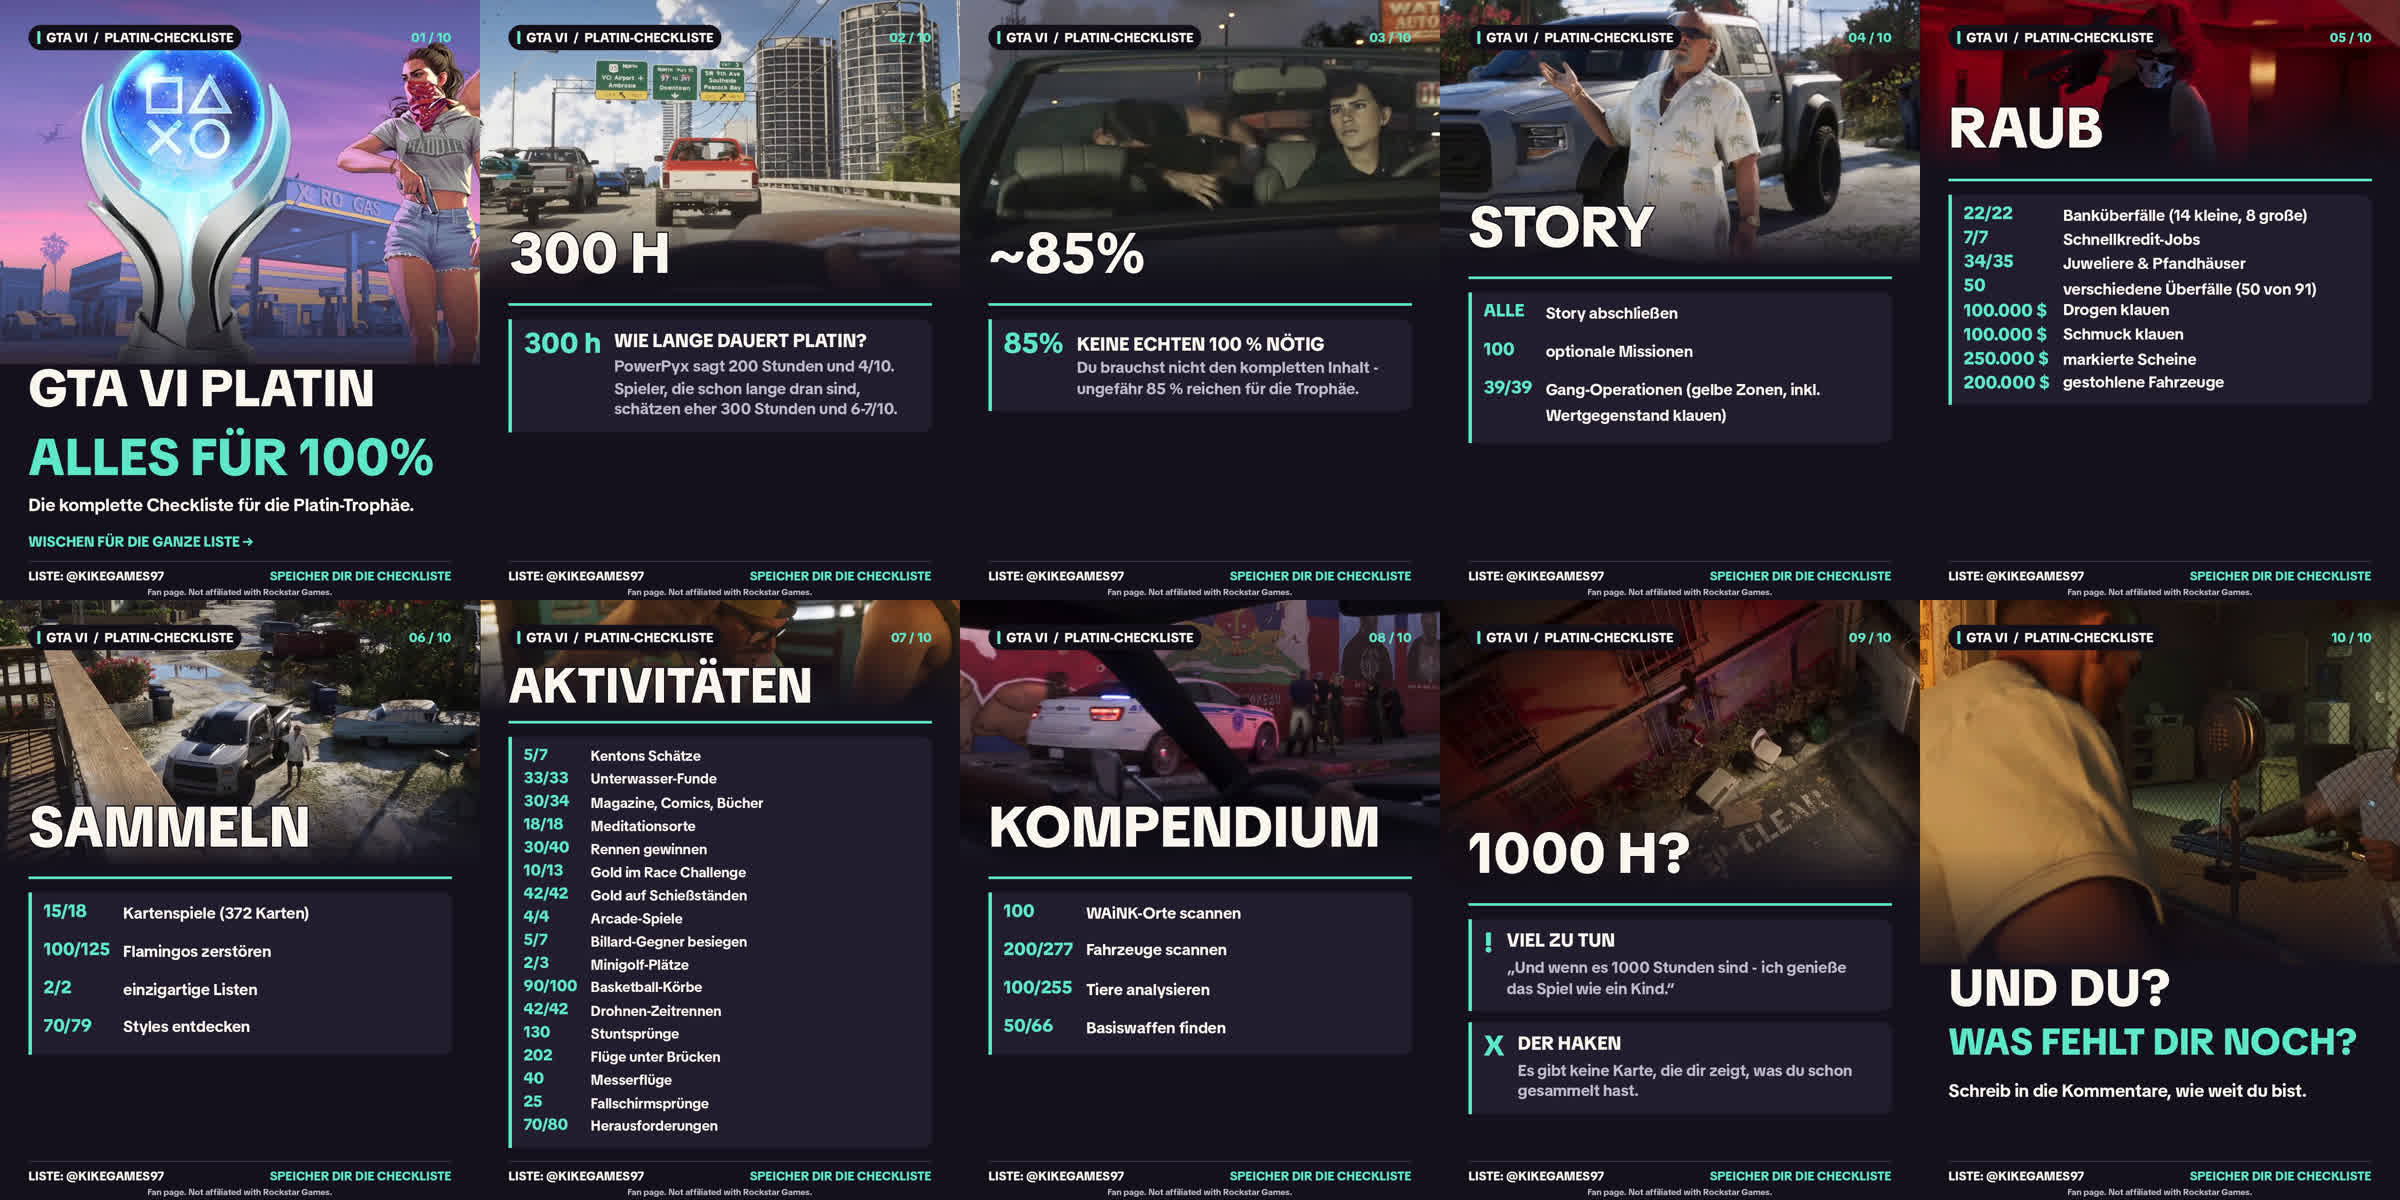 GTA VI / PLATIN-CHECKLISTE
01 / 10
X RO GAS
GTA VI PLATIN
ALLES FÜR 100%
Die komplette Checkliste für die Platin-Trophäe.
WISCHEN FÜR DIE GANZE LISTE →
LISTE: @KIKEGAMES97
SPEICHER DIR DIE CHECKLISTE
Fan page. Not affiliated with Rockstar Games.
GTA VI / PLATIN-CHECKLISTE
02 / 10
NORTH
VCI Airport
Ambrosia
Downtown
SR 9th Ave
Southside
Peacock Bay
300 H
300 h WIE LANGE DAUERT PLATIN?
PowerPyx sagt 200 Stunden und 4/10.
Spieler, die schon lange dran sind,
schätzen eher 300 Stunden und 6-7/10.
LISTE: @KIKEGAMES97
SPEICHER DIR DIE CHECKLISTE
Fan page. Not affiliated with Rockstar Games.
GTA VI / PLATIN-CHECKLISTE
03 / 10
~85%
85% KEINE ECHTEN 100 % NÖTIG
Du brauchst nicht den kompletten Inhalt -
ungefähr 85 % reichen für die Trophäe.
LISTE: @KIKEGAMES97
SPEICHER DIR DIE CHECKLISTE
Fan page. Not affiliated with Rockstar Games.
GTA VI / PLATIN-CHECKLISTE
04 / 10
STORY
ALLE Story abschließen
100 optionale Missionen
39/39 Gang-Operationen (gelbe Zonen, inkl.
Wertgegenstand klauen)
LISTE: @KIKEGAMES97
SPEICHER DIR DIE CHECKLISTE
Fan page. Not affiliated with Rockstar Games.
GTA VI / PLATIN-CHECKLISTE
05 / 10
RAUB
22/22 Banküberfälle (14 kleine, 8 große)
7/7 Schnellkredit-Jobs
34/35 Juweliere & Pfandhäuser
50 verschiedene Überfälle (50 von 91)
100.000 $ Drogen klauen
100.000 $ Schmuck klauen
250.000 $ markierte Scheine
200.000 $ gestohlene Fahrzeuge
LISTE: @KIKEGAMES97
SPEICHER DIR DIE CHECKLISTE
Fan page. Not affiliated with Rockstar Games.
GTA VI / PLATIN-CHECKLISTE
06 / 10
SAMMELN
15/18 Kartenspiele (372 Karten)
100/125 Flamingos zerstören
2/2 einzigartige Listen
70/79 Styles entdecken
LISTE: @KIKEGAMES97
SPEICHER DIR DIE CHECKLISTE
Fan page. Not affiliated with Rockstar Games.
GTA VI / PLATIN-CHECKLISTE
07 / 10
AKTIVITÄTEN
5/7 Kentons Schätze
33/33 Unterwasser-Funde
30/34 Magazine, Comics, Bücher
18/18 Meditationsorte
30/40 Rennen gewinnen
10/13 Gold im Race Challenge
42/42 Gold auf Schießständen
4/4 Arcade-Spiele
5/7 Billard-Gegner besiegen
2/3 Minigolf-Plätze
90/100 Basketball-Körbe
42/42 Drohnen-Zeitrennen
130 Stuntsprünge
202 Flüge unter Brücken
40 Messerflüge
25 Fallschirmsprünge
70/80 Herausforderungen
LISTE: @KIKEGAMES97
SPEICHER DIR DIE CHECKLISTE
Fan page. Not affiliated with Rockstar Games.
GTA VI / PLATIN-CHECKLISTE
08 / 10
KOMPENDIUM
100 WAiNK-Orte scannen
200/277 Fahrzeuge scannen
100/255 Tiere analysieren
50/66 Basiswaffen finden
LISTE: @KIKEGAMES97
SPEICHER DIR DIE CHECKLISTE
Fan page. Not affiliated with Rockstar Games.
GTA VI / PLATIN-CHECKLISTE
09 / 10
CLEAR
1000 H?
! VIEL ZU TUN
„Und wenn es 1000 Stunden sind - ich genieße
das Spiel wie ein Kind.“
X DER HAKEN
Es gibt keine Karte, die dir zeigt, was du schon
gesammelt hast.
LISTE: @KIKEGAMES97
SPEICHER DIR DIE CHECKLISTE
Fan page. Not affiliated with Rockstar Games.
GTA VI / PLATIN-CHECKLISTE
10 / 10
UND DU?
WAS FEHLT DIR NOCH?
Schreib in die Kommentare, wie weit du bist.
LISTE: @KIKEGAMES97
SPEICHER DIR DIE CHECKLISTE
Fan page. Not affiliated with Rockstar Games.